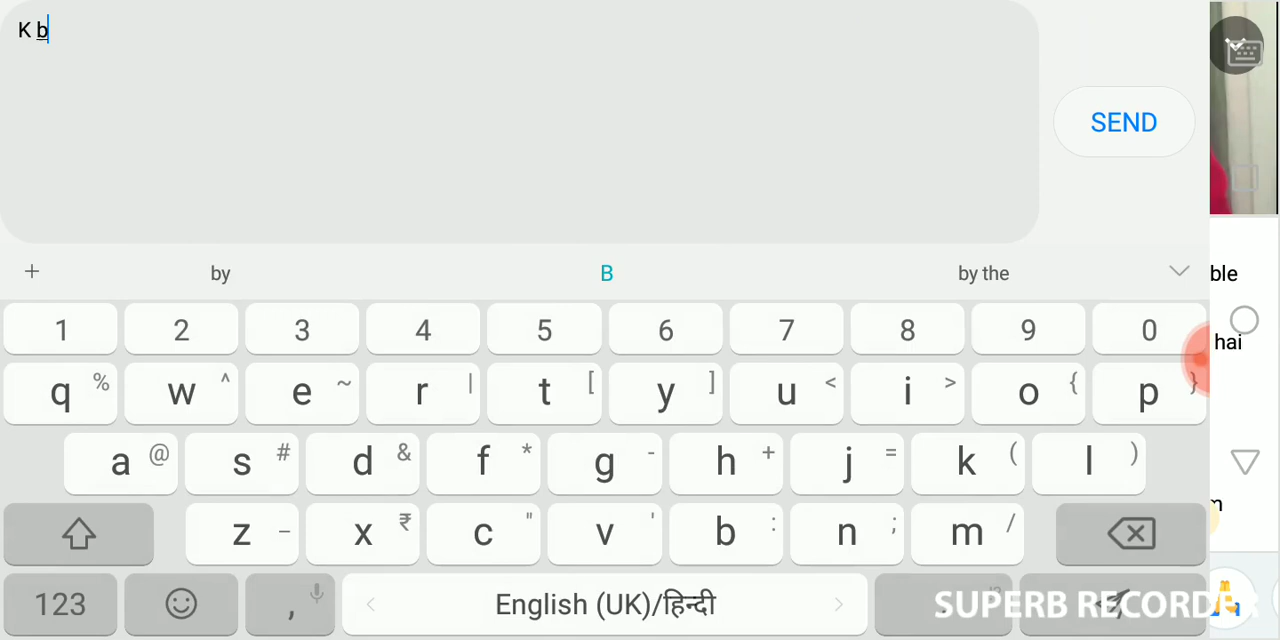 K b
SEND
+ by B by the
ble
1 2 3 4 5 6 7 8 9 0
hai
q % w ^ e ~ r | t [ y ] u < i > o { p }
a @ s # d & f * g - h + j = k ( l )
z _ x ₹ c " v ' b : n ; m /
123 , English (UK)/हिन्दी
SUPERB RECORDER